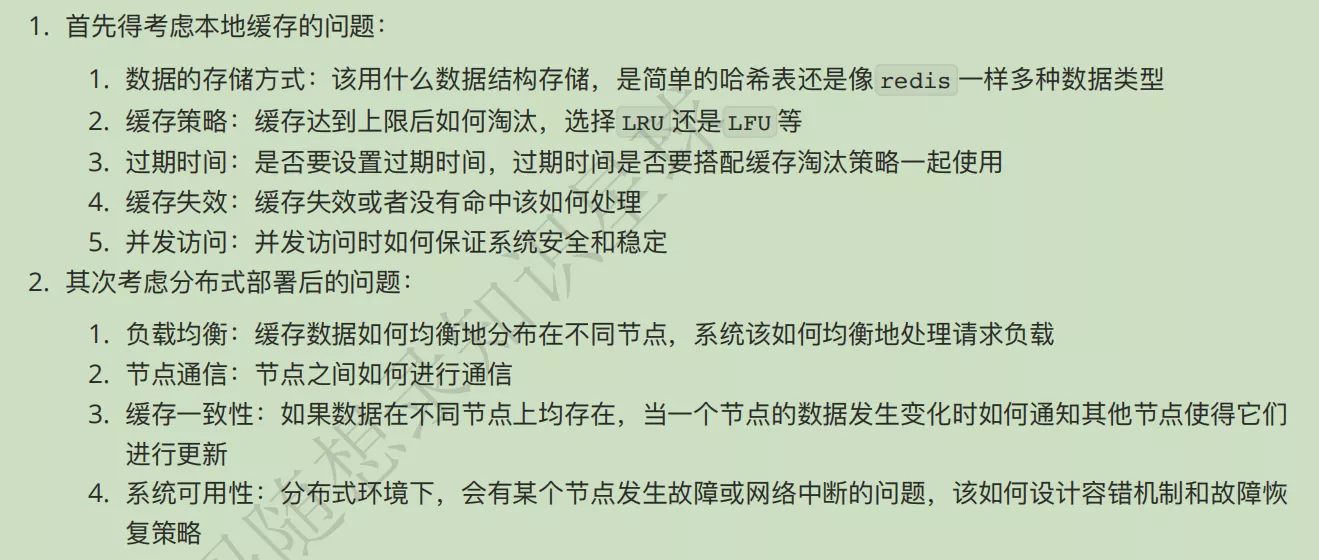 1. 首先得考虑本地缓存的问题：
1. 数据的存储方式：该用什么数据结构存储，是简单的哈希表还是像 redis 一样多种数据类型
2. 缓存策略：缓存达到上限后如何淘汰，选择 LRU 还是 LFU 等
3. 过期时间：是否要设置过期时间，过期时间是否要搭配缓存淘汰策略一起使用
4. 缓存失效：缓存失效或者没有命中该如何处理
5. 并发访问：并发访问时如何保证系统安全和稳定
2. 其次考虑分布式部署后的问题：
1. 负载均衡：缓存数据如何均衡地分布在不同节点，系统该如何均衡地处理请求负载
2. 节点通信：节点之间如何进行通信
3. 缓存一致性：如果数据在不同节点上均存在，当一个节点的数据发生变化时如何通知其他节点使得它们
进行更新
4. 系统可用性：分布式环境下，会有某个节点发生故障或网络中断的问题，该如何设计容错机制和故障恢
复策略
随想录知识星球